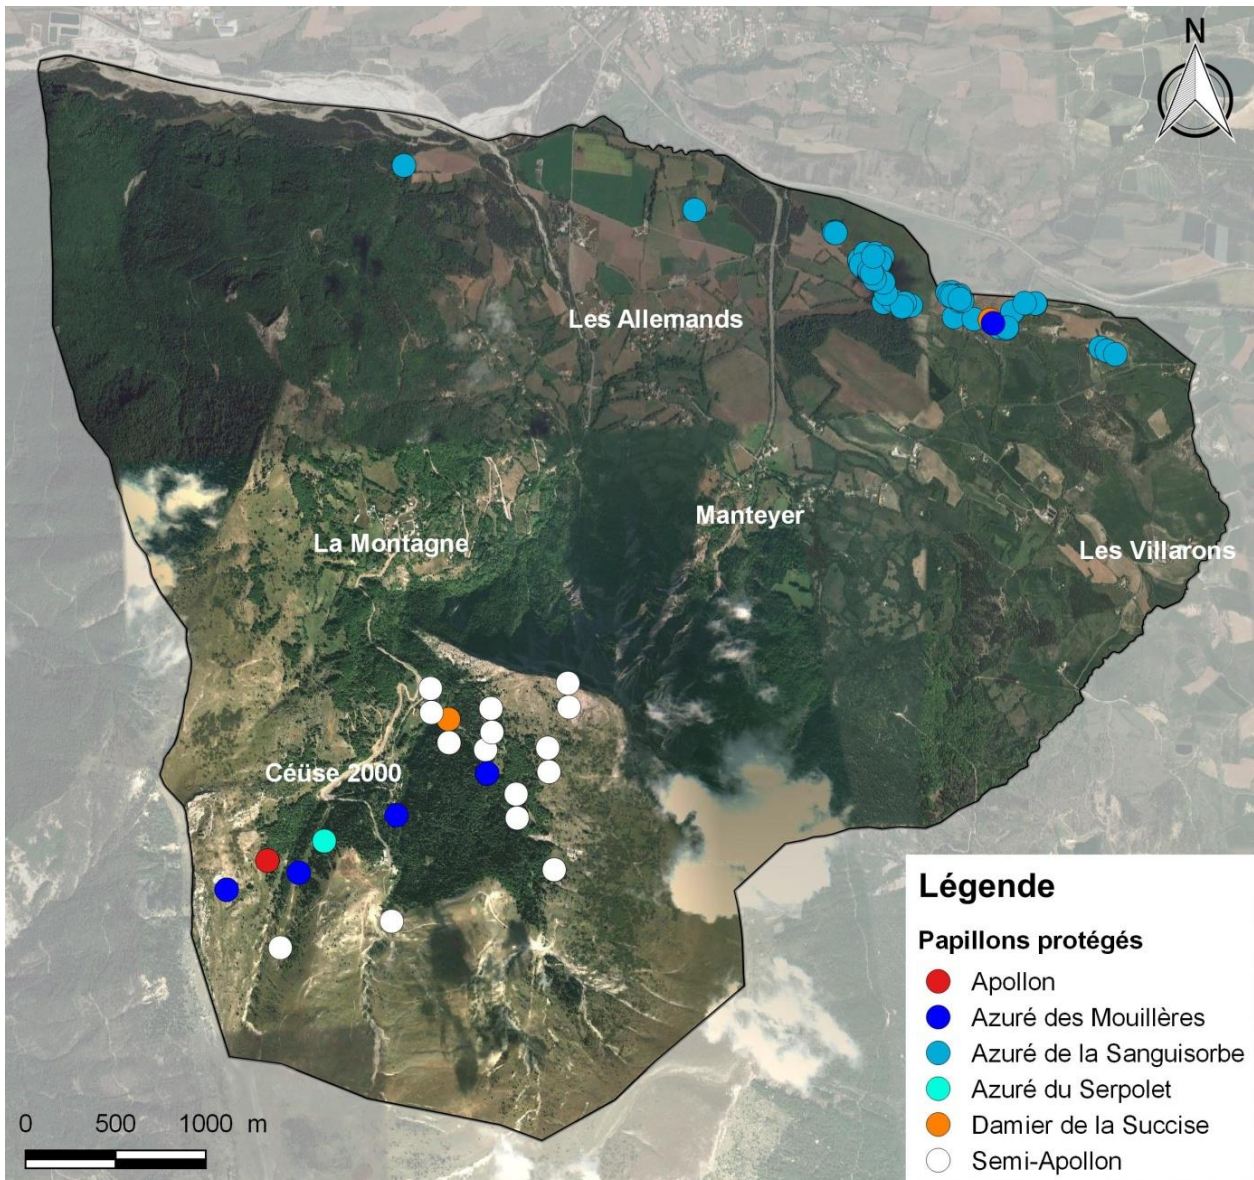 N
Les Allemands
Manteyer
La Montagne
Les Villarons
Céüse 2000
Légende
Papillons protégés
Apollon
Azuré des Mouillères
Azuré de la Sanguisorbe
Azuré du Serpolet
Damier de la Succise
Semi-Apollon
0 500 1000 m